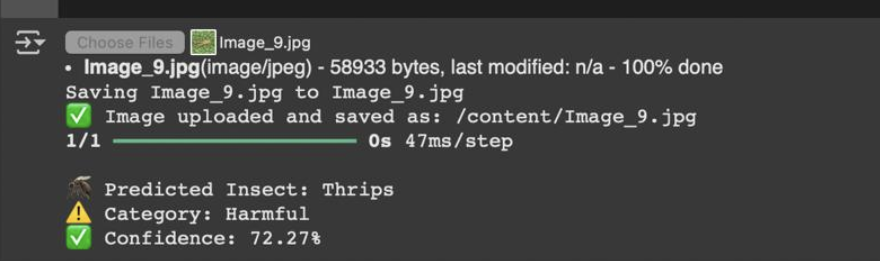 Choose Files Image_9.jpg
• Image_9.jpg(image/jpeg) - 58933 bytes, last modified: n/a - 100% done
Saving Image_9.jpg to Image_9.jpg
✅ Image uploaded and saved as: /content/Image_9.jpg
1/1 ━━━━━━━━━━━━━━━━━━━━ 0s 47ms/step
🦟 Predicted Insect: Thrips
⚠️ Category: Harmful
✅ Confidence: 72.27%